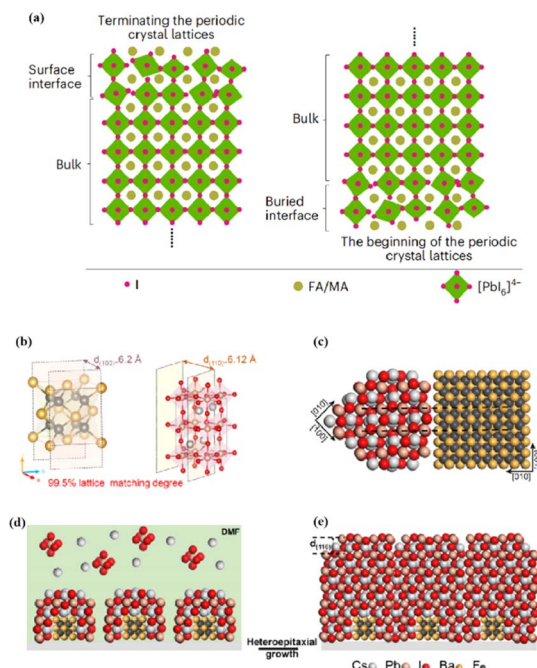 (a)
Terminating the periodic
crystal lattices
Surface
interface
Bulk
Bulk
Buried
interface
The beginning of the periodic
crystal lattices
I
FA/MA
[PbI₆]⁴⁻
(b)
d(100)=6.2 Å
d(110)=6.12 Å
99.5% lattice matching degree
(c)
[010]
[001]
[010]
(d)
DMF
(e)
d[110]
Heteroepitaxial
growth
Cs Pb I Ba F